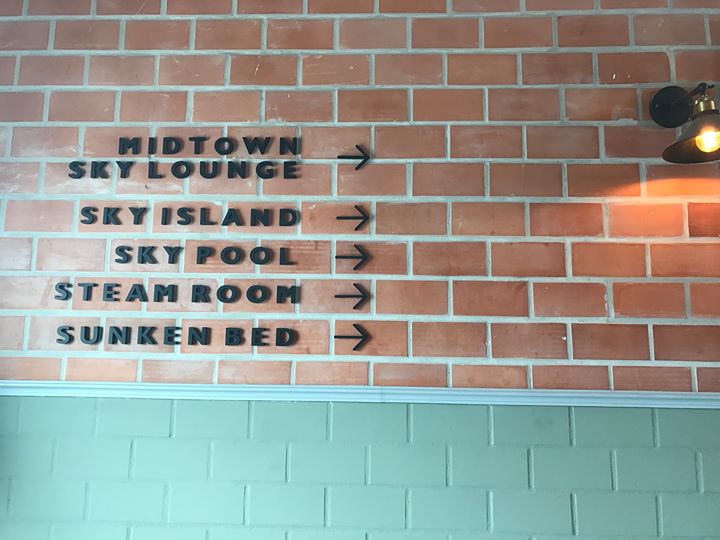 MIDTOWN
SKY LOUNGE →
SKY ISLAND →
SKY POOL →
STEAM ROOM →
SUNKEN BED →